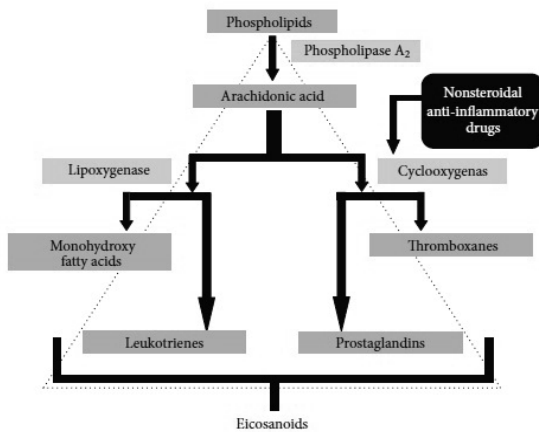 Phospholipids
Phospholipase A₂
Arachidonic acid
Nonsteroidal
anti-inflammatory
drugs
Lipoxygenase
Cyclooxygenas
Monohydroxy
fatty acids
Thromboxanes
Leukotrienes
Prostaglandins
Eicosanoids